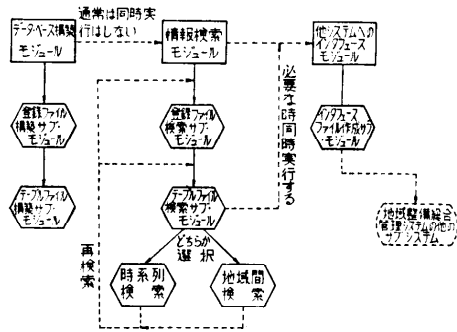 通常は同時実
行はしない
データ・ベース構築
モジュール
情報検索
モジュール
他システムへの
インタフェース
モジュール
必要な時同時実行する
登録ファイル
構築サブ・
モジュール
登録ファイル
検索サブ・
モジュール
インタフェース
ファイル作成サブ・
モジュール
テーブルファイル
構築サブ・
モジュール
テーブルファイル
検索サブ・
モジュール
地域整備総合
管理システムの他の
サブシステム
どちらか
選択
再検索
時系列
検索
地域間
検索